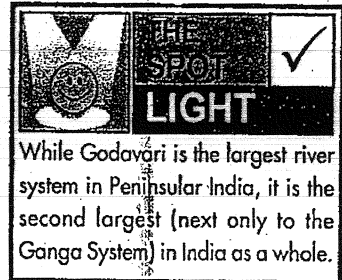 THE
SPOT
LIGHT
While Godavari is the largest river
system in Peninsular India, it is the
second largest (next only to the
Ganga System) in India as a whole.